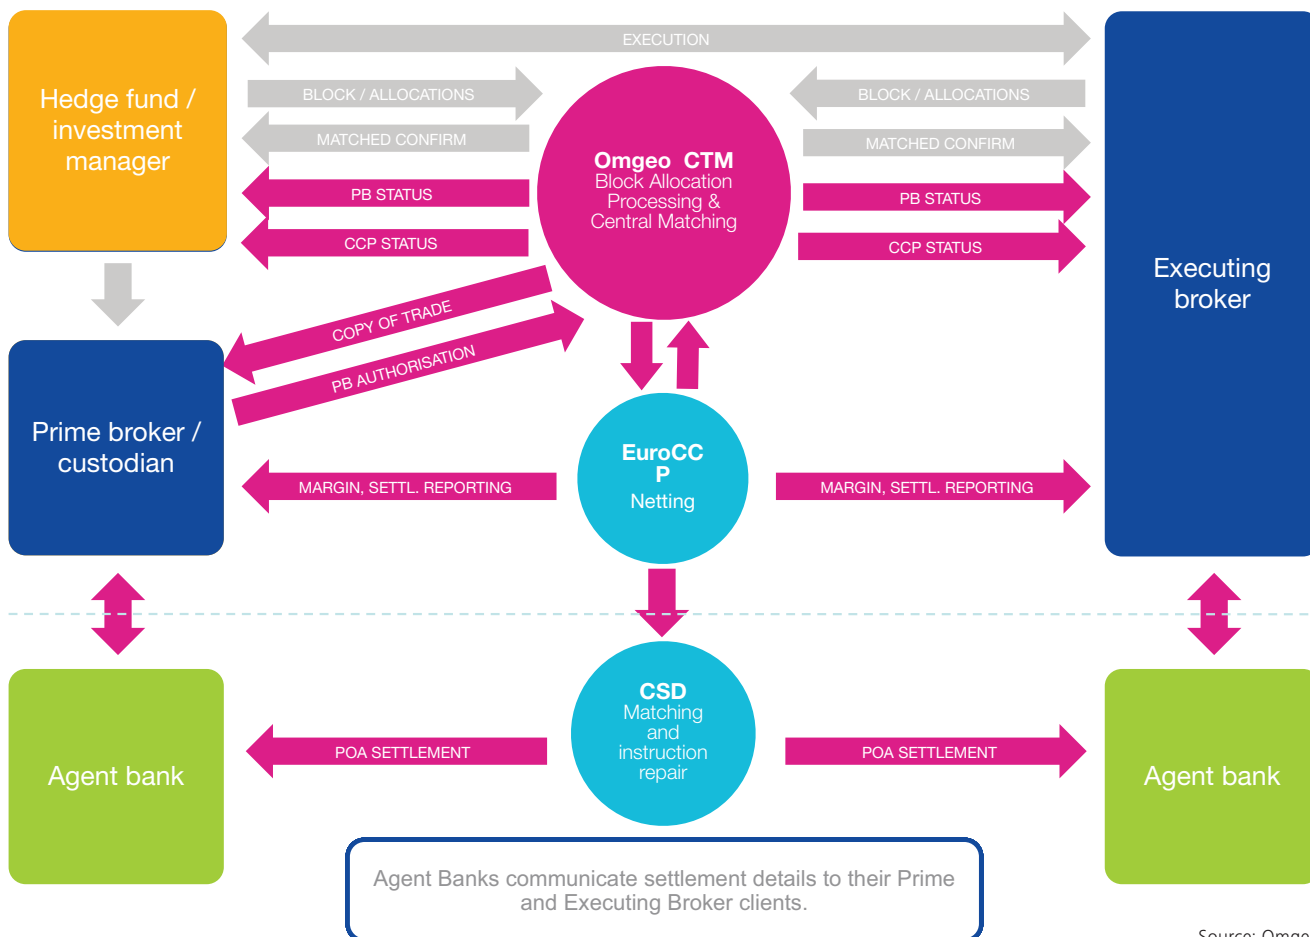 EXECUTION
Hedge fund /
investment
manager
BLOCK / ALLOCATIONS
BLOCK / ALLOCATIONS
MATCHED CONFIRM
MATCHED CONFIRM
Omgeo CTM
Block Allocation
Processing &
Central Matching
PB STATUS
PB STATUS
CCP STATUS
CCP STATUS
Executing
broker
COPY OF TRADE
PB AUTHORISATION
Prime broker /
custodian
EuroCC
P
Netting
MARGIN, SETTL. REPORTING
MARGIN, SETTL. REPORTING
CSD
Matching
and
instruction
repair
POA SETTLEMENT
POA SETTLEMENT
Agent bank
Agent bank
Agent Banks communicate settlement details to their Prime
and Executing Broker clients.
Source: Omge